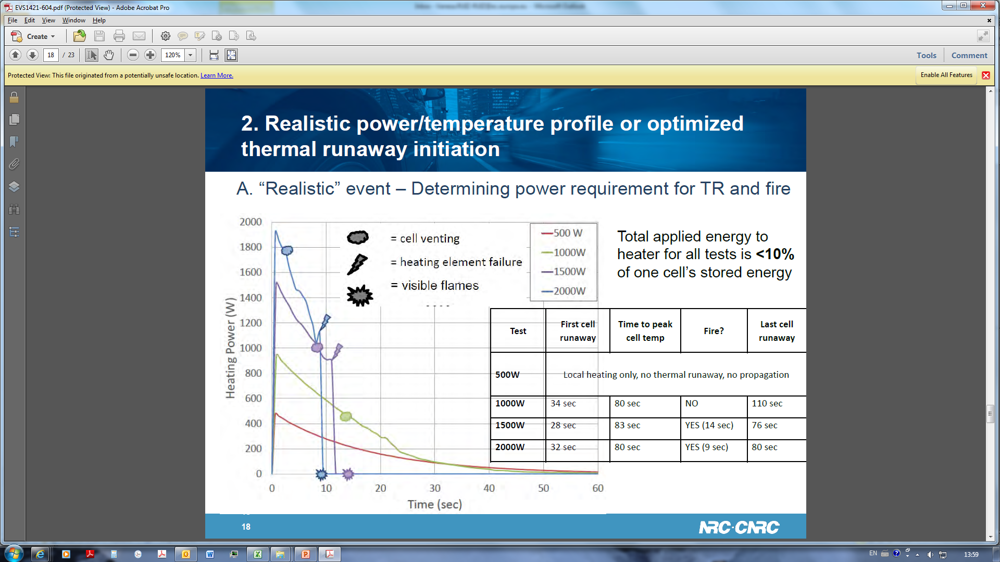 EVS1421-604.pdf (Protected View) - Adobe Acrobat Pro
File Edit View Window Help
Create
18 / 23 120% Tools Comment
Protected View: This file originated from a potentially unsafe location. Learn More. Enable All Features
2. Realistic power/temperature profile or optimized
thermal runaway initiation
A. “Realistic” event – Determining power requirement for TR and fire
Heating Power (W)
2000
1800
1600
1400
1200
1000
800
600
400
200
0
0 10 20 30 40 50 60
Time (sec)
= cell venting
= heating element failure
= visible flames
500 W
1000W
1500W
2000W
Total applied energy to
heater for all tests is <10%
of one cell’s stored energy
Test First cell runaway Time to peak cell temp Fire? Last cell runaway
500W Local heating only, no thermal runaway, no propagation
1000W 34 sec 80 sec NO 110 sec
1500W 28 sec 83 sec YES (14 sec) 76 sec
2000W 32 sec 80 sec YES (9 sec) 80 sec
18 NRC·CNRC
EN 13:59